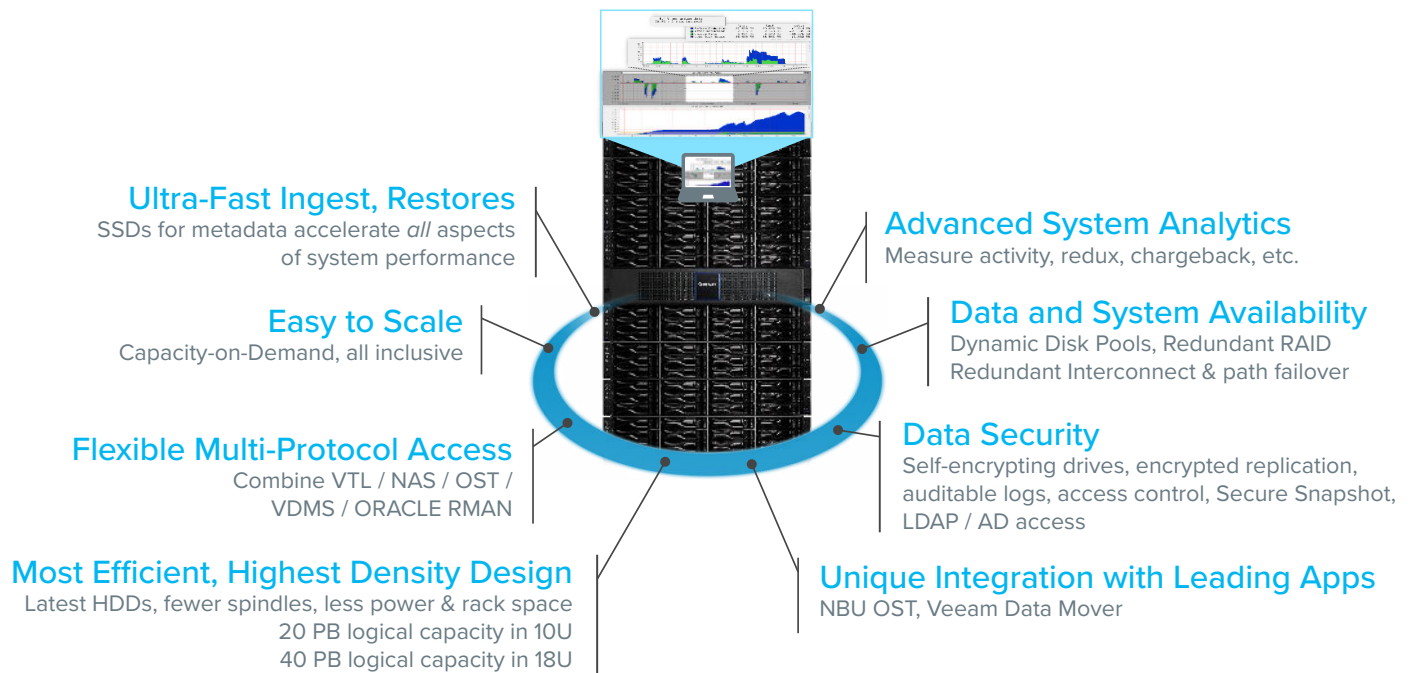 Ultra-Fast Ingest, Restores
SSDs for metadata accelerate all aspects
of system performance
Easy to Scale
Capacity-on-Demand, all inclusive
Flexible Multi-Protocol Access
Combine VTL / NAS / OST /
VDMS / ORACLE RMAN
Most Efficient, Highest Density Design
Latest HDDs, fewer spindles, less power & rack space
20 PB logical capacity in 10U
40 PB logical capacity in 18U
Advanced System Analytics
Measure activity, redux, chargeback, etc.
Data and System Availability
Dynamic Disk Pools, Redundant RAID
Redundant Interconnect & path failover
Data Security
Self-encrypting drives, encrypted replication,
auditable logs, access control, Secure Snapshot,
LDAP / AD access
Unique Integration with Leading Apps
NBU OST, Veeam Data Mover